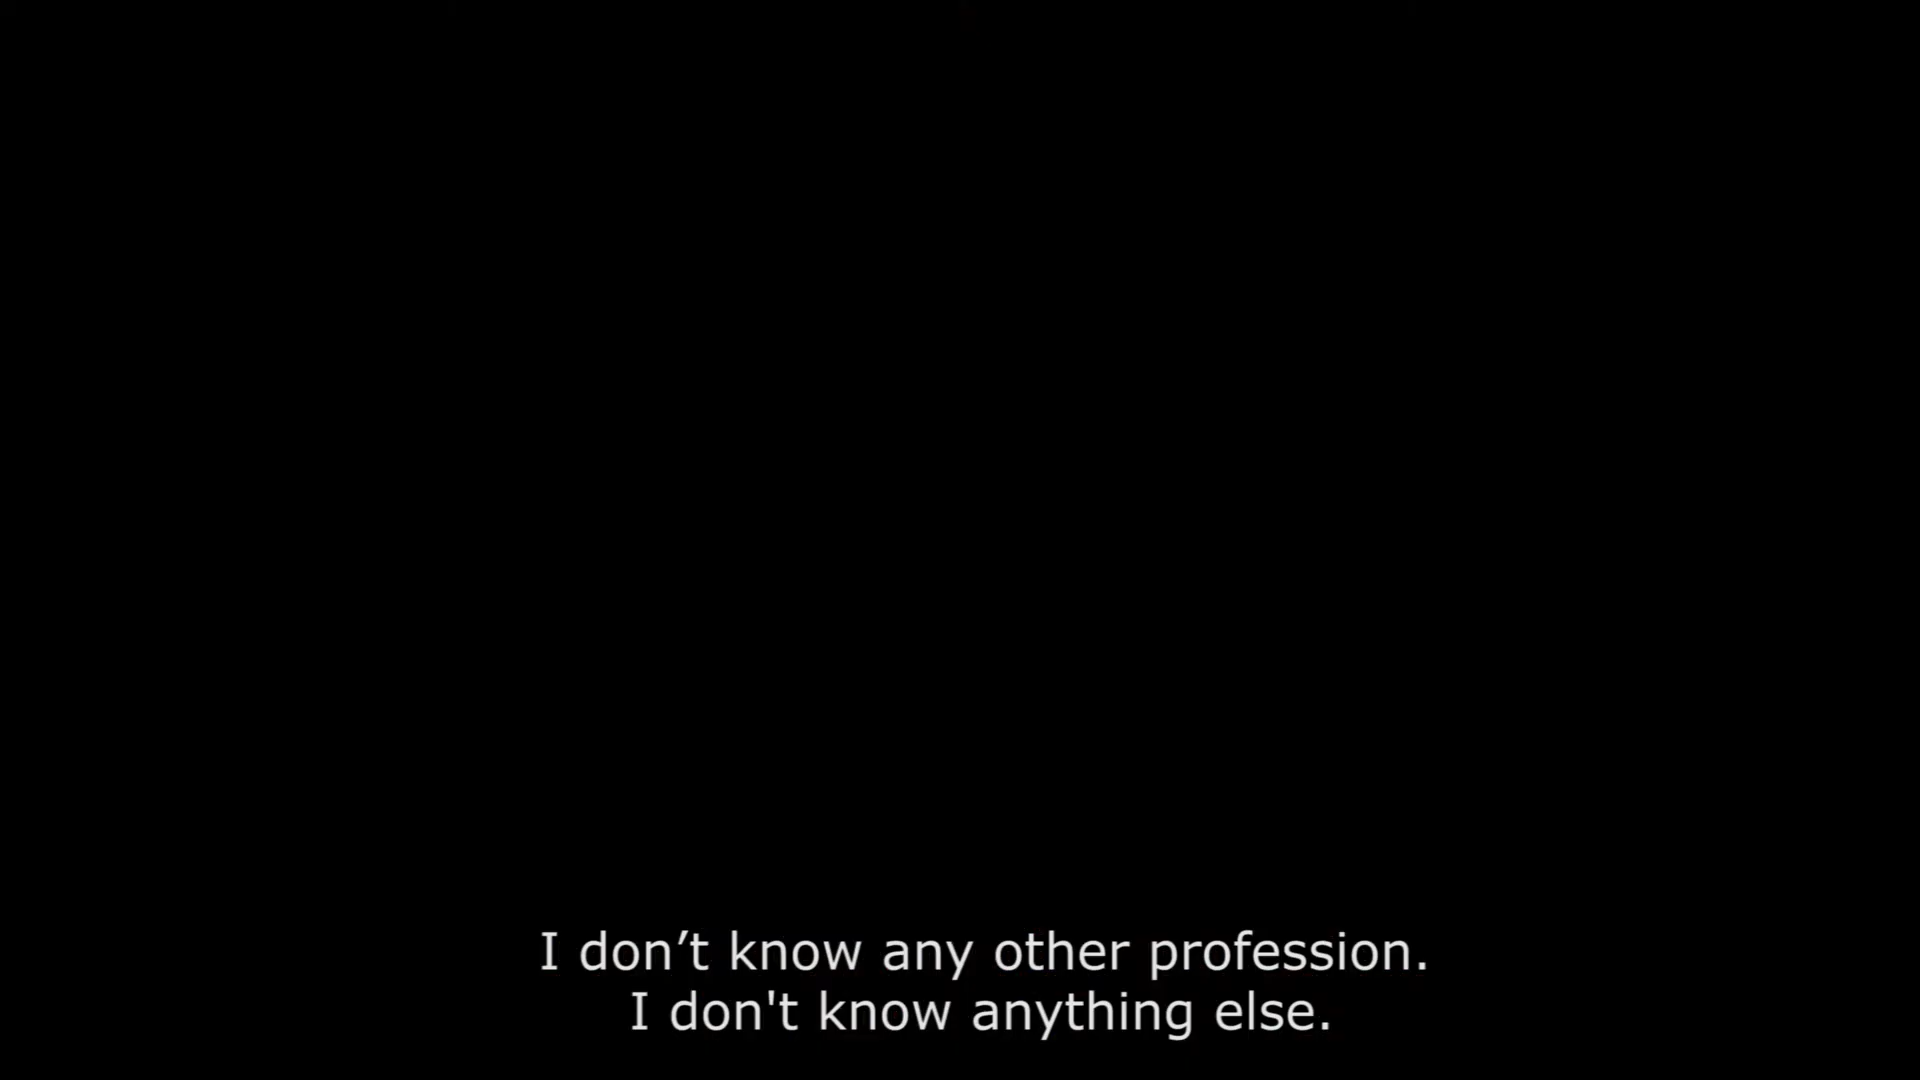 I don’t know any other profession.
I don't know anything else.